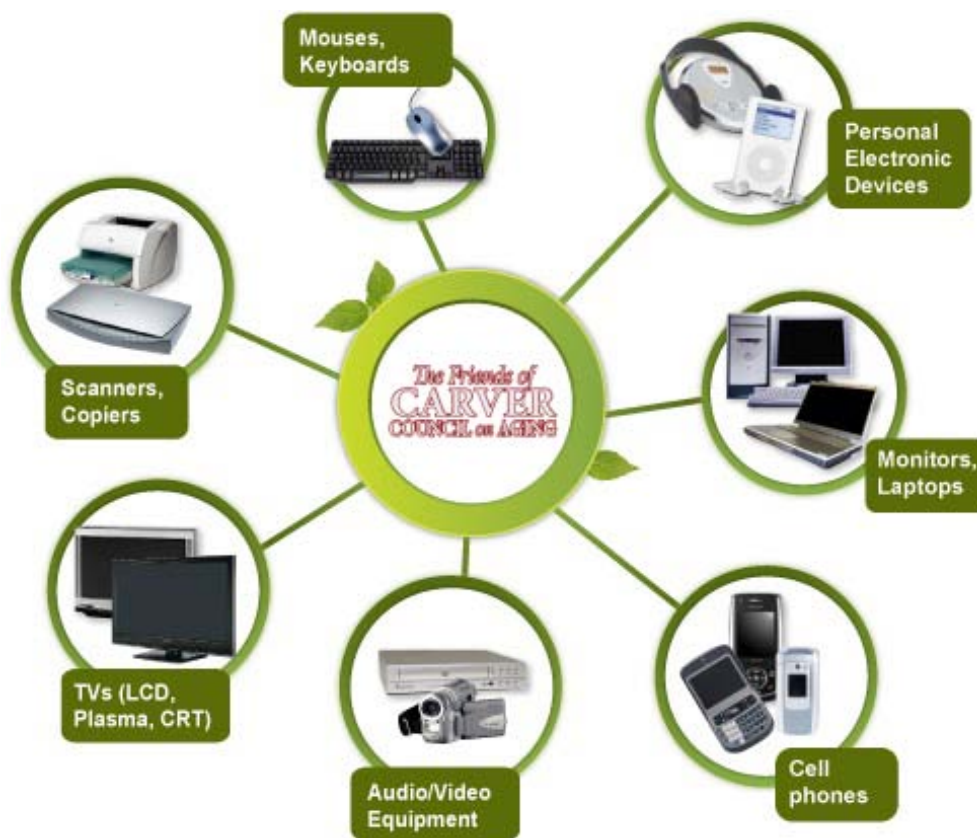 Mouses,
Keyboards
Personal
Electronic
Devices
Scanners,
Copiers
The Friends of
CARVER
COUNCIL on AGING
Monitors,
Laptops
TVs (LCD,
Plasma, CRT)
Audio/Video
Equipment
Cell
phones